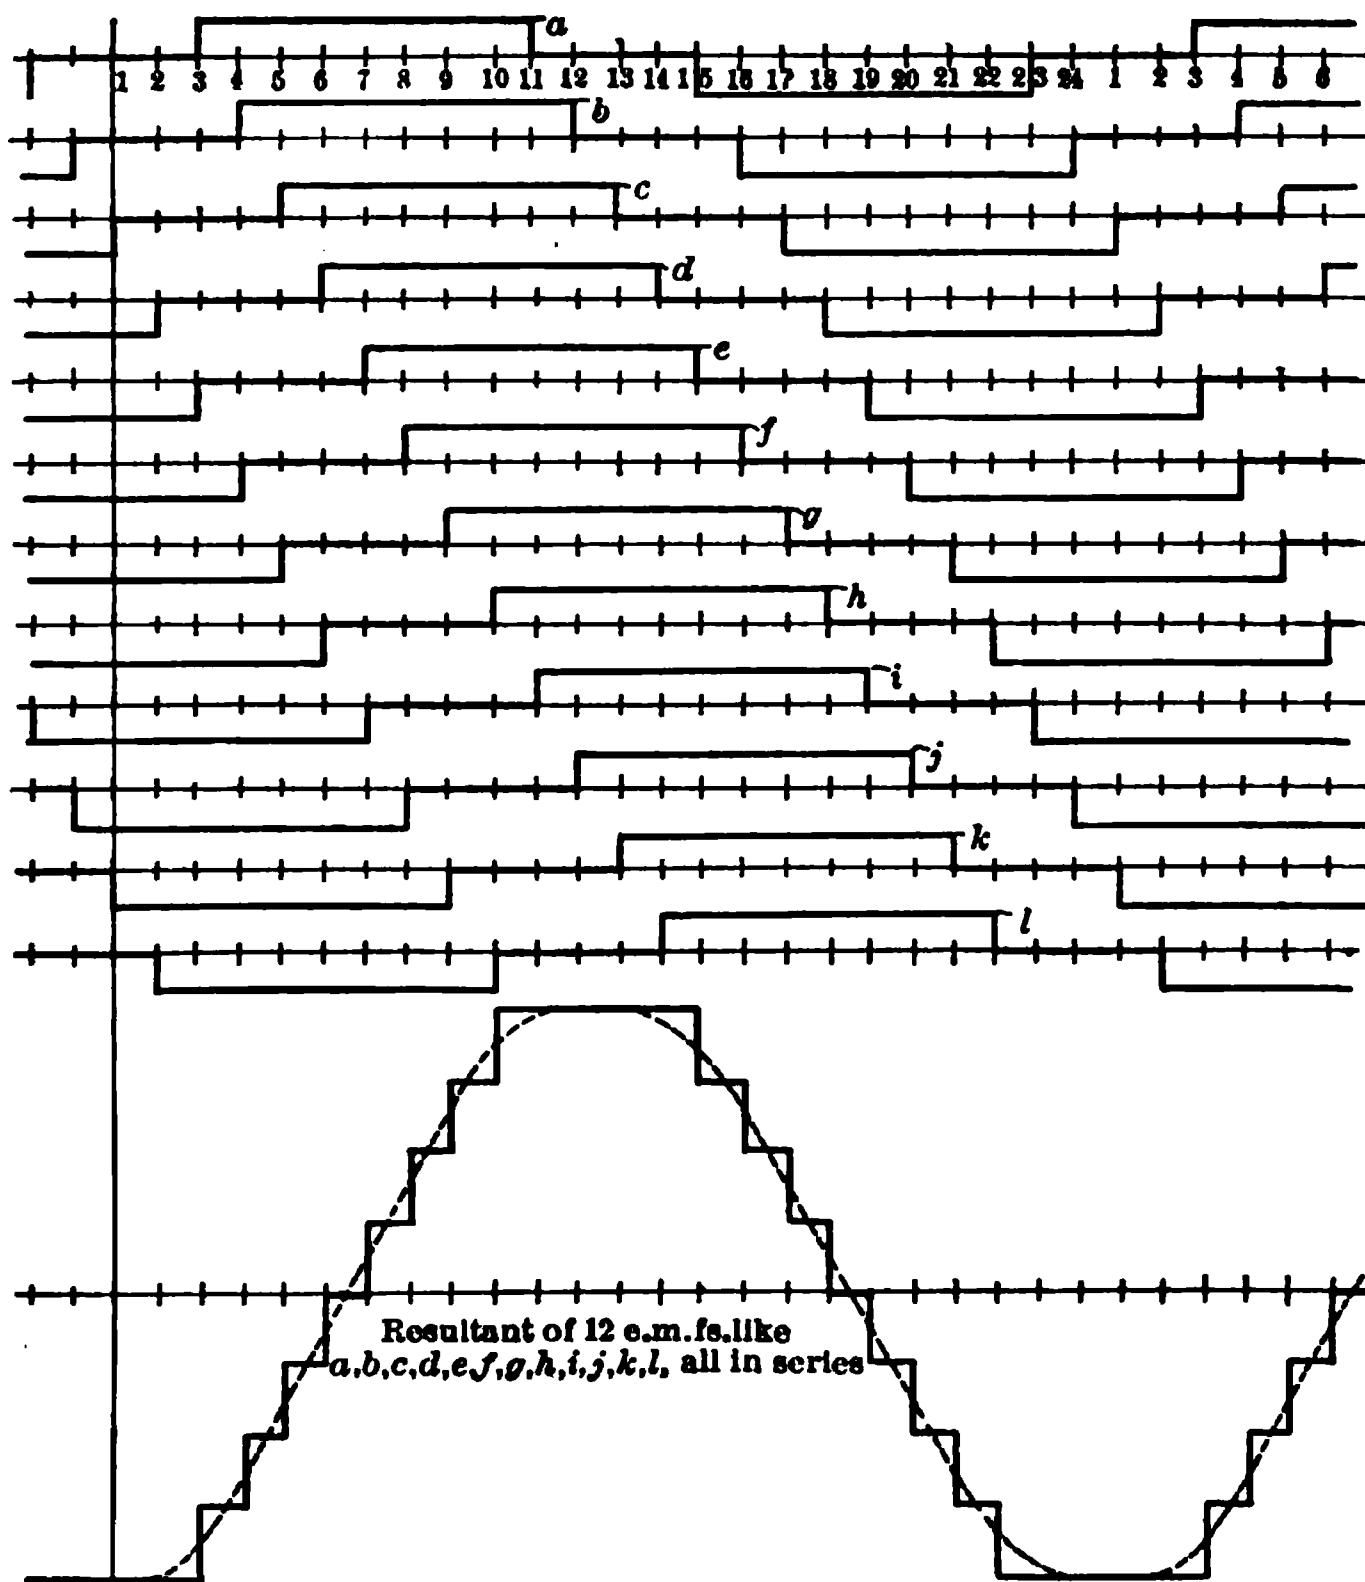 a
1 2 3 4 5 6 7 8 9 10 11 12 13 14 15 16 17 18 19 20 21 22 23 24 1 2 3 4 5 6
b
c
d
e
f
g
h
i
j
k
l
Resultant of 12 e.m.fs.like
a,b,c,d,e,f,g,h,i,j,k,l, all in series